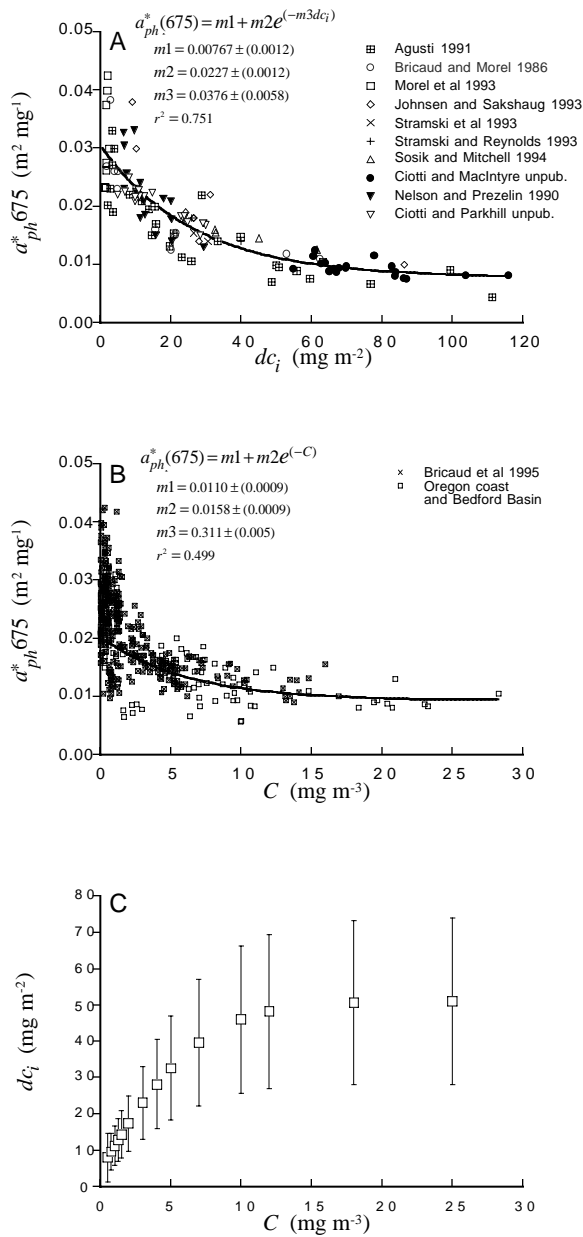 A
a*ph(675) = m1 + m2e(−m3dci)
m1 = 0.00767 ± (0.0012)
m2 = 0.0227 ± (0.0012)
m3 = 0.0376 ± (0.0058)
r2 = 0.751
Agusti 1991
Bricaud and Morel 1986
Morel et al 1993
Johnsen and Sakshaug 1993
Stramski et al 1993
Stramski and Reynolds 1993
Sosik and Mitchell 1994
Ciotti and MacIntyre unpub.
Nelson and Prezelin 1990
Ciotti and Parkhill unpub.
a*ph675 (m2 mg-1)
0.05
0.04
0.03
0.02
0.01
0.00
0 20 40 60 80 100 120
dci (mg m-2)
B
a*ph(675) = m1 + m2e(−C)
m1 = 0.0110 ± (0.0009)
m2 = 0.0158 ± (0.0009)
m3 = 0.311 ± (0.005)
r2 = 0.499
Bricaud et al 1995
Oregon coast
and Bedford Basin
a*ph675 (m2 mg-1)
0.05
0.04
0.03
0.02
0.01
0.00
0 5 10 15 20 25 30
C (mg m-3)
C
dci (mg m-2)
80
70
60
50
40
30
20
10
0
0 5 10 15 20 25 30
C (mg m-3)